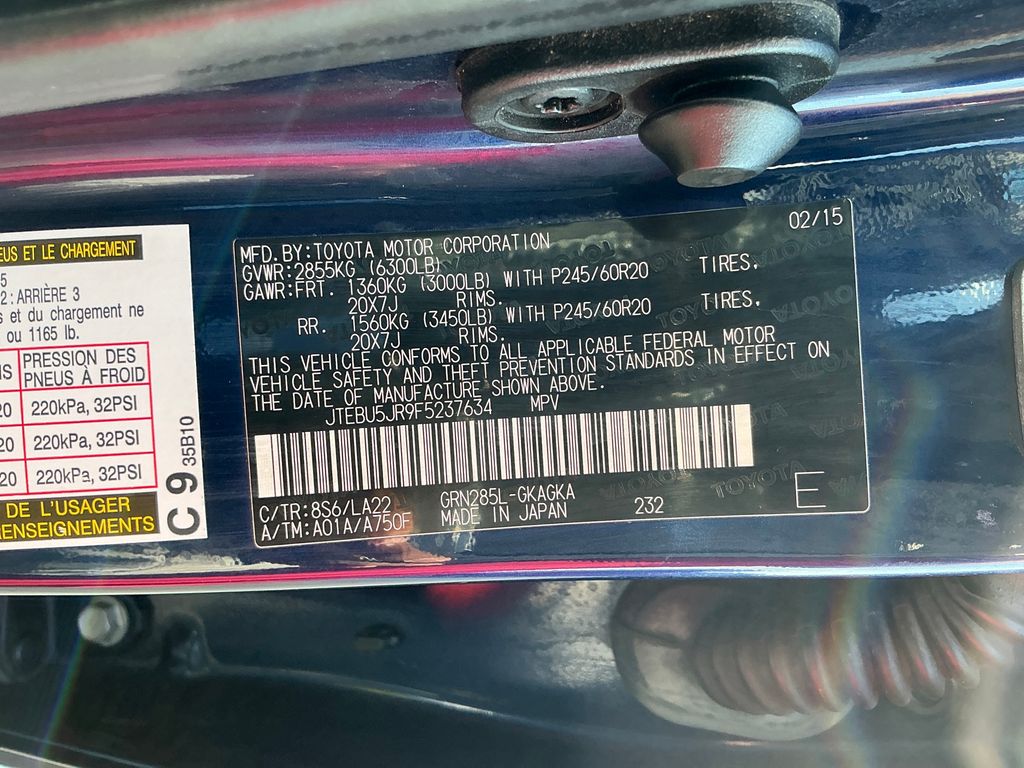 EUS ET LE CHARGEMENT
5
2: ARRIÈRE 3
s et du chargement ne
ou 1165 lb.
NS PRESSION DES
PNEUS À FROID
20 220kPa, 32PSI
20 220kPa, 32PSI
20 220kPa, 32PSI
DE L'USAGER
ENSEIGNEMENTS
C 9 35B10
02/15
MFD.BY:TOYOTA MOTOR CORPORATION
GVWR:2855KG (6300LB)
GAWR:FRT. 1360KG (3000LB) WITH P245/60R20 TIRES,
20X7J RIMS.
RR. 1560KG (3450LB) WITH P245/60R20 TIRES,
20X7J RIMS.
THIS VEHICLE CONFORMS TO ALL APPLICABLE FEDERAL MOTOR
VEHICLE SAFETY AND THEFT PREVENTION STANDARDS IN EFFECT ON
THE DATE OF MANUFACTURE SHOWN ABOVE.
JTEBU5JR9F5237634 MPV
C/TR:8S6/LA22 GRN285L-GKAGKA
A/TM:A01A/A750F MADE IN JAPAN 232 E